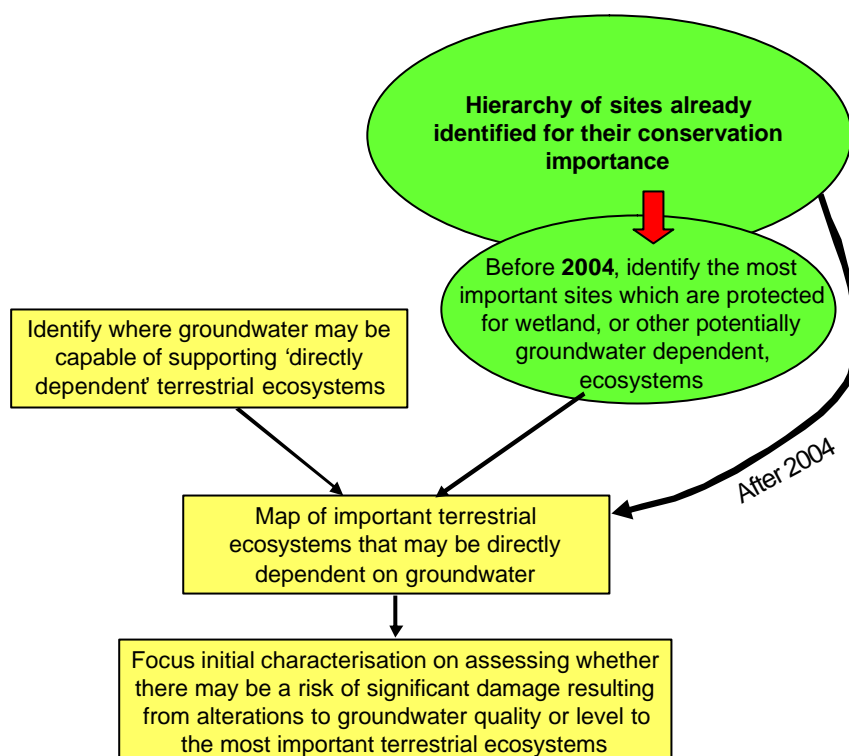 Hierarchy of sites already
identified for their conservation
importance
Before 2004, identify the most
important sites which are protected
for wetland, or other potentially
groundwater dependent,
ecosystems
Identify where groundwater may be
capable of supporting ‘directly
dependent’ terrestrial ecosystems
After 2004
Map of important terrestrial
ecosystems that may be directly
dependent on groundwater
Focus initial characterisation on assessing whether
there may be a risk of significant damage resulting
from alterations to groundwater quality or level to
the most important terrestrial ecosystems